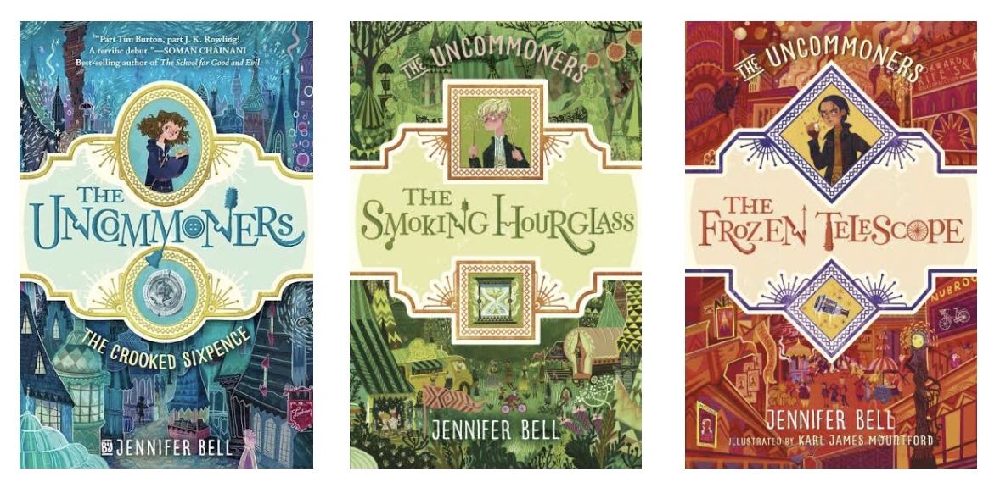 "Part Tim Burton, part J. K. Rowling!
A terrific debut."—SOMAN CHAINANI
Best-selling author of The School for Good and Evil
THE
UNCOMMONERS
THE CROOKED SIXPENCE
BY JENNIFER BELL
THE UNCOMMONERS
THE
SMOKING HOURGLASS
JENNIFER BELL
THE UNCOMMONERS
THE
FROZEN TELESCOPE
JENNIFER BELL
ILLUSTRATED BY KARL JAMES MOUNTFORD